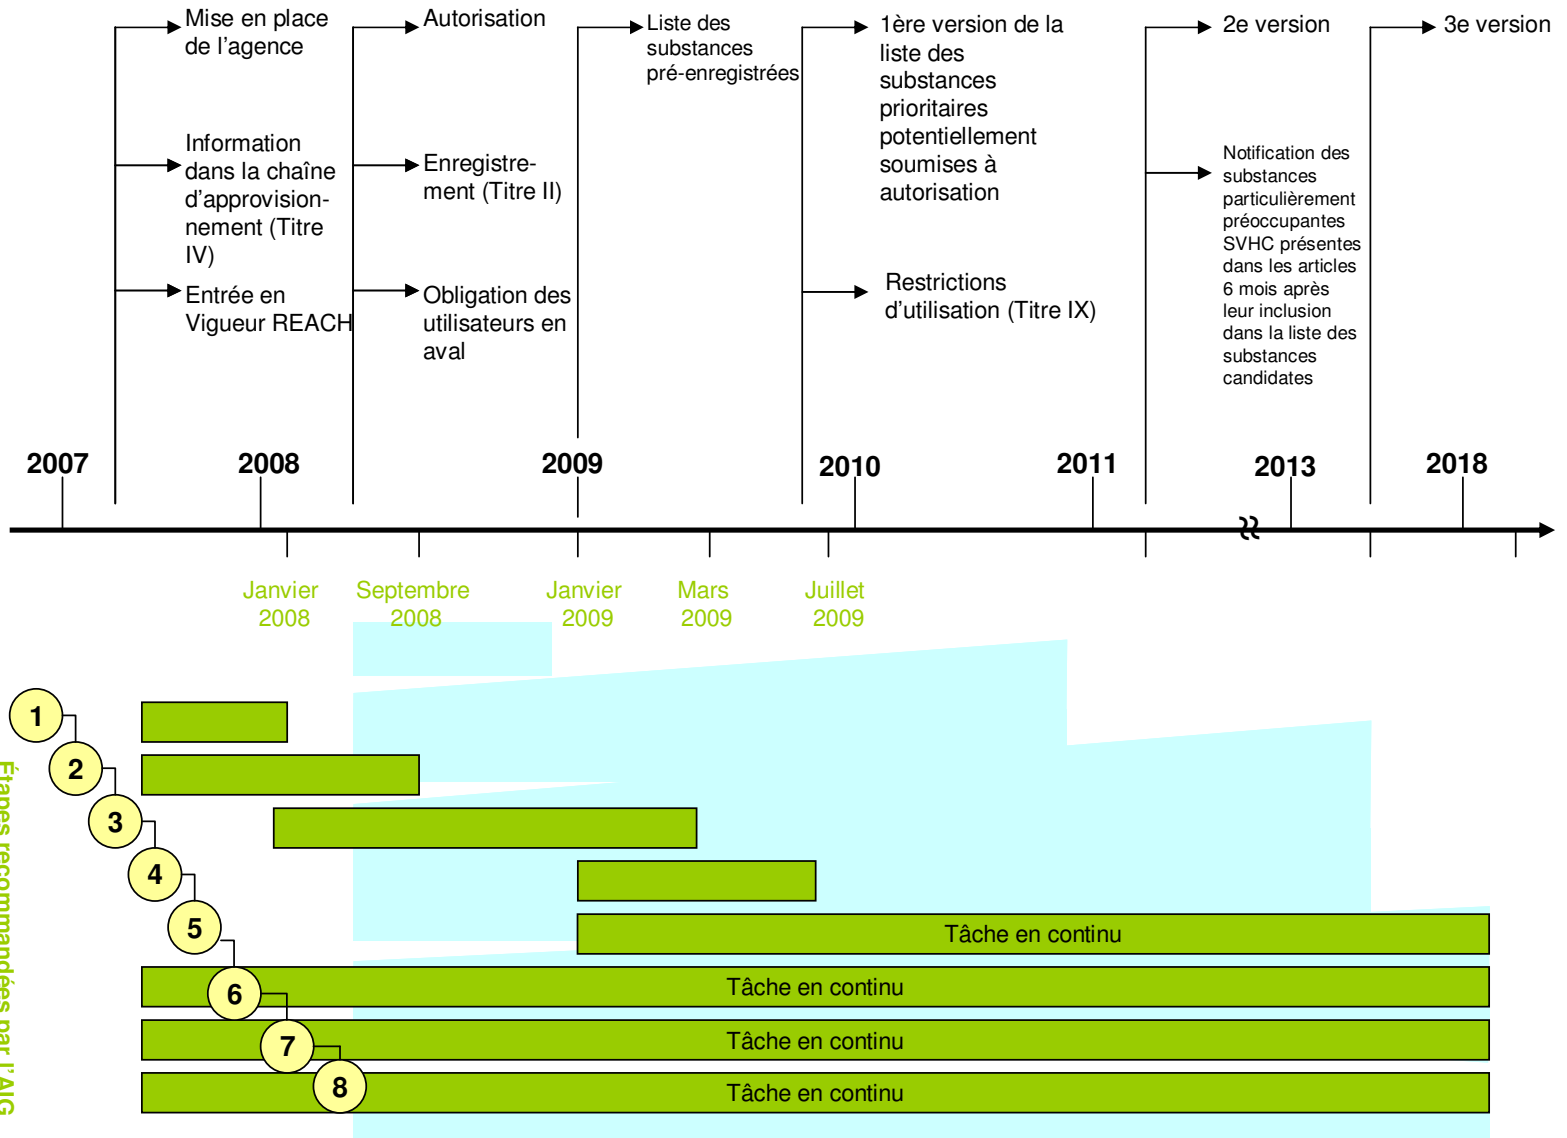 Mise en place
de l'agence
Information
dans la chaîne
d'approvision-
nement (Titre
IV)
Entrée en
Vigueur REACH
Autorisation
Enregistre-
ment (Titre II)
Obligation des
utilisateurs en
aval
Liste des
substances
pré-enregistrées
1ère version de la
liste des
substances
prioritaires
potentiellement
soumises à
autorisation
Restrictions
d'utilisation (Titre IX)
2e version
Notification des
substances
particulièrement
préoccupantes
SVHC présentes
dans les articles
6 mois après
leur inclusion
dans la liste des
substances
candidates
3e version
2007
2008
2009
2010
2011
2013
2018
Janvier
2008
Septembre
2008
Janvier
2009
Mars
2009
Juillet
2009
Étapes recommandées par l'AIG
1
2
3
4
5
Tâche en continu
6
Tâche en continu
7
Tâche en continu
8
Tâche en continu